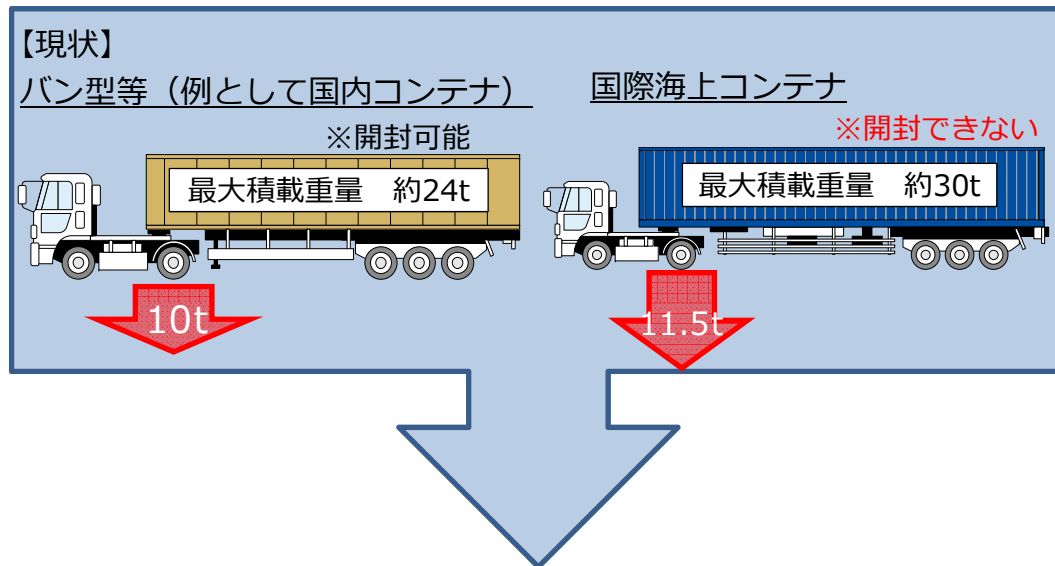 【現状】
バン型等（例として国内コンテナ）
※開封可能
最大積載重量　約24t
10t
国際海上コンテナ
※開封できない
最大積載重量　約30t
11.5t